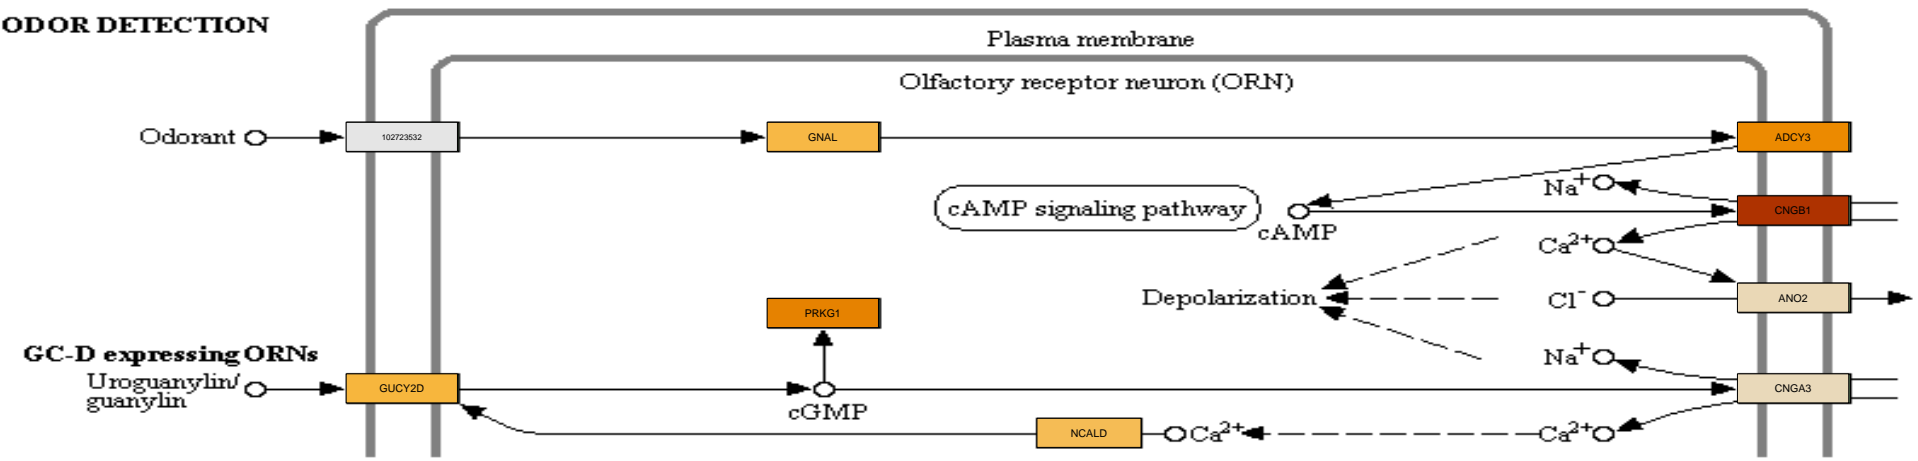 ODOR DETECTION
Plasma membrane
Olfactory receptor neuron (ORN)
Odorant
102723532
GNAL
ADCY3
Na+
cAMP signaling pathway
cAMP
CNGB1
Ca2+
Depolarization
Cl-
ANO2
PRKG1
GC-D expressing ORNs
Uroguanylin/
guanylin
GUCY2D
cGMP
Na+
CNGA3
NCALD
Ca2+
Ca2+